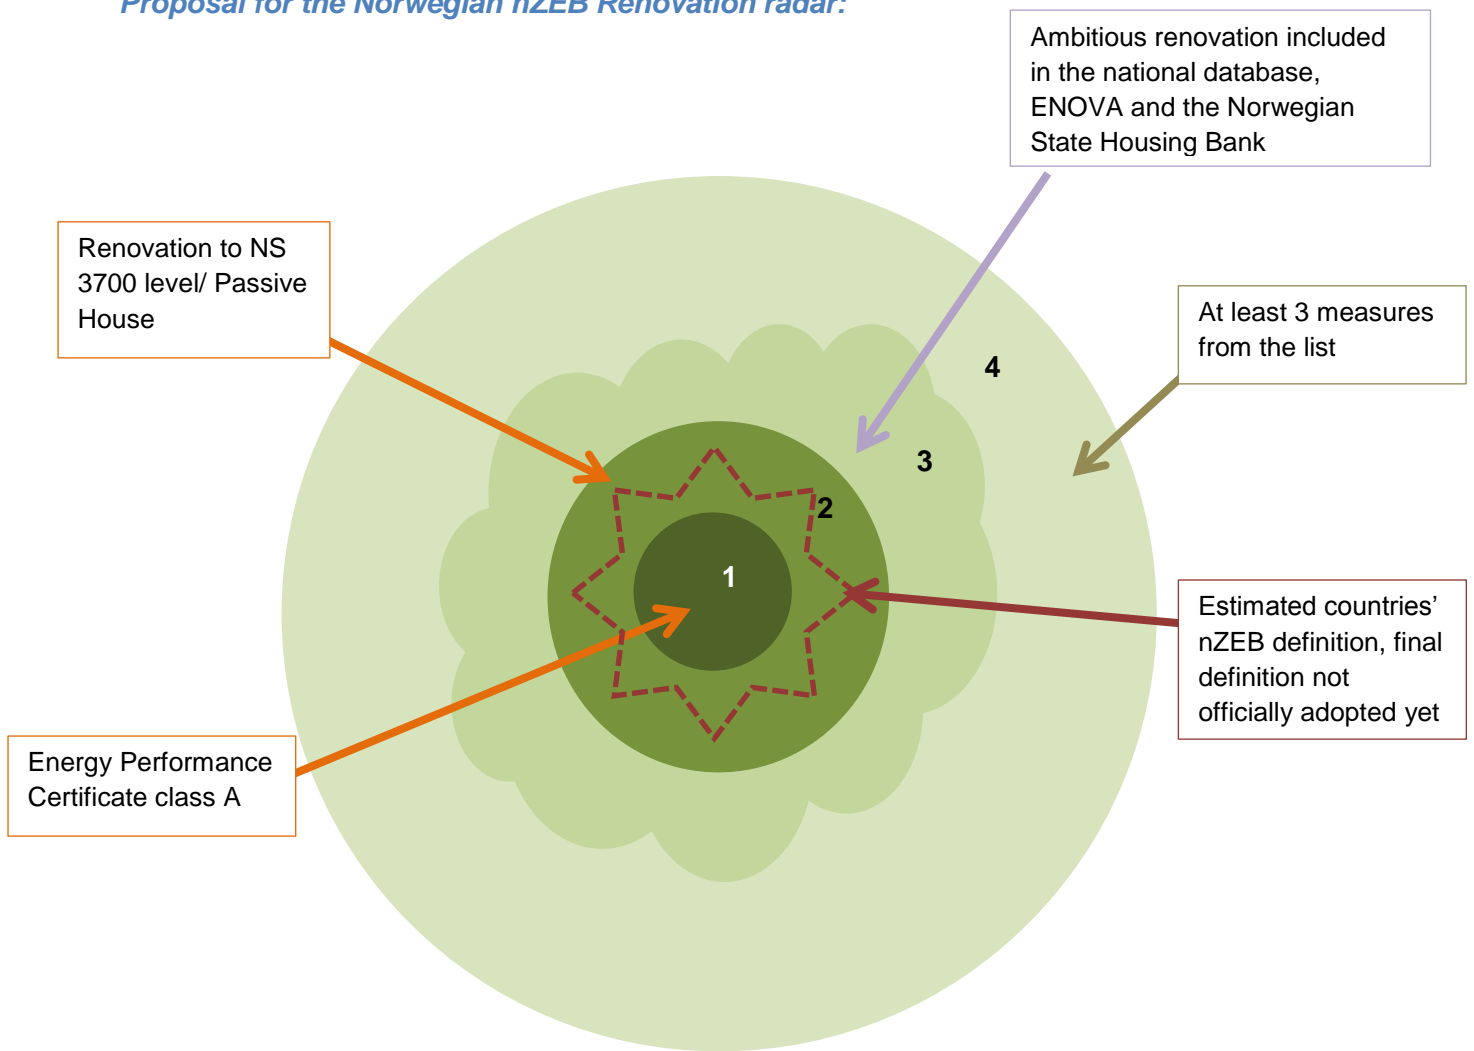 Proposal for the Norwegian nZEB Renovation radar:
Ambitious renovation included
in the national database,
ENOVA and the Norwegian
State Housing Bank
Renovation to NS
3700 level/ Passive
House
At least 3 measures
from the list
4
3
2
1
Estimated countries’
nZEB definition, final
definition not
officially adopted yet
Energy Performance
Certificate class A